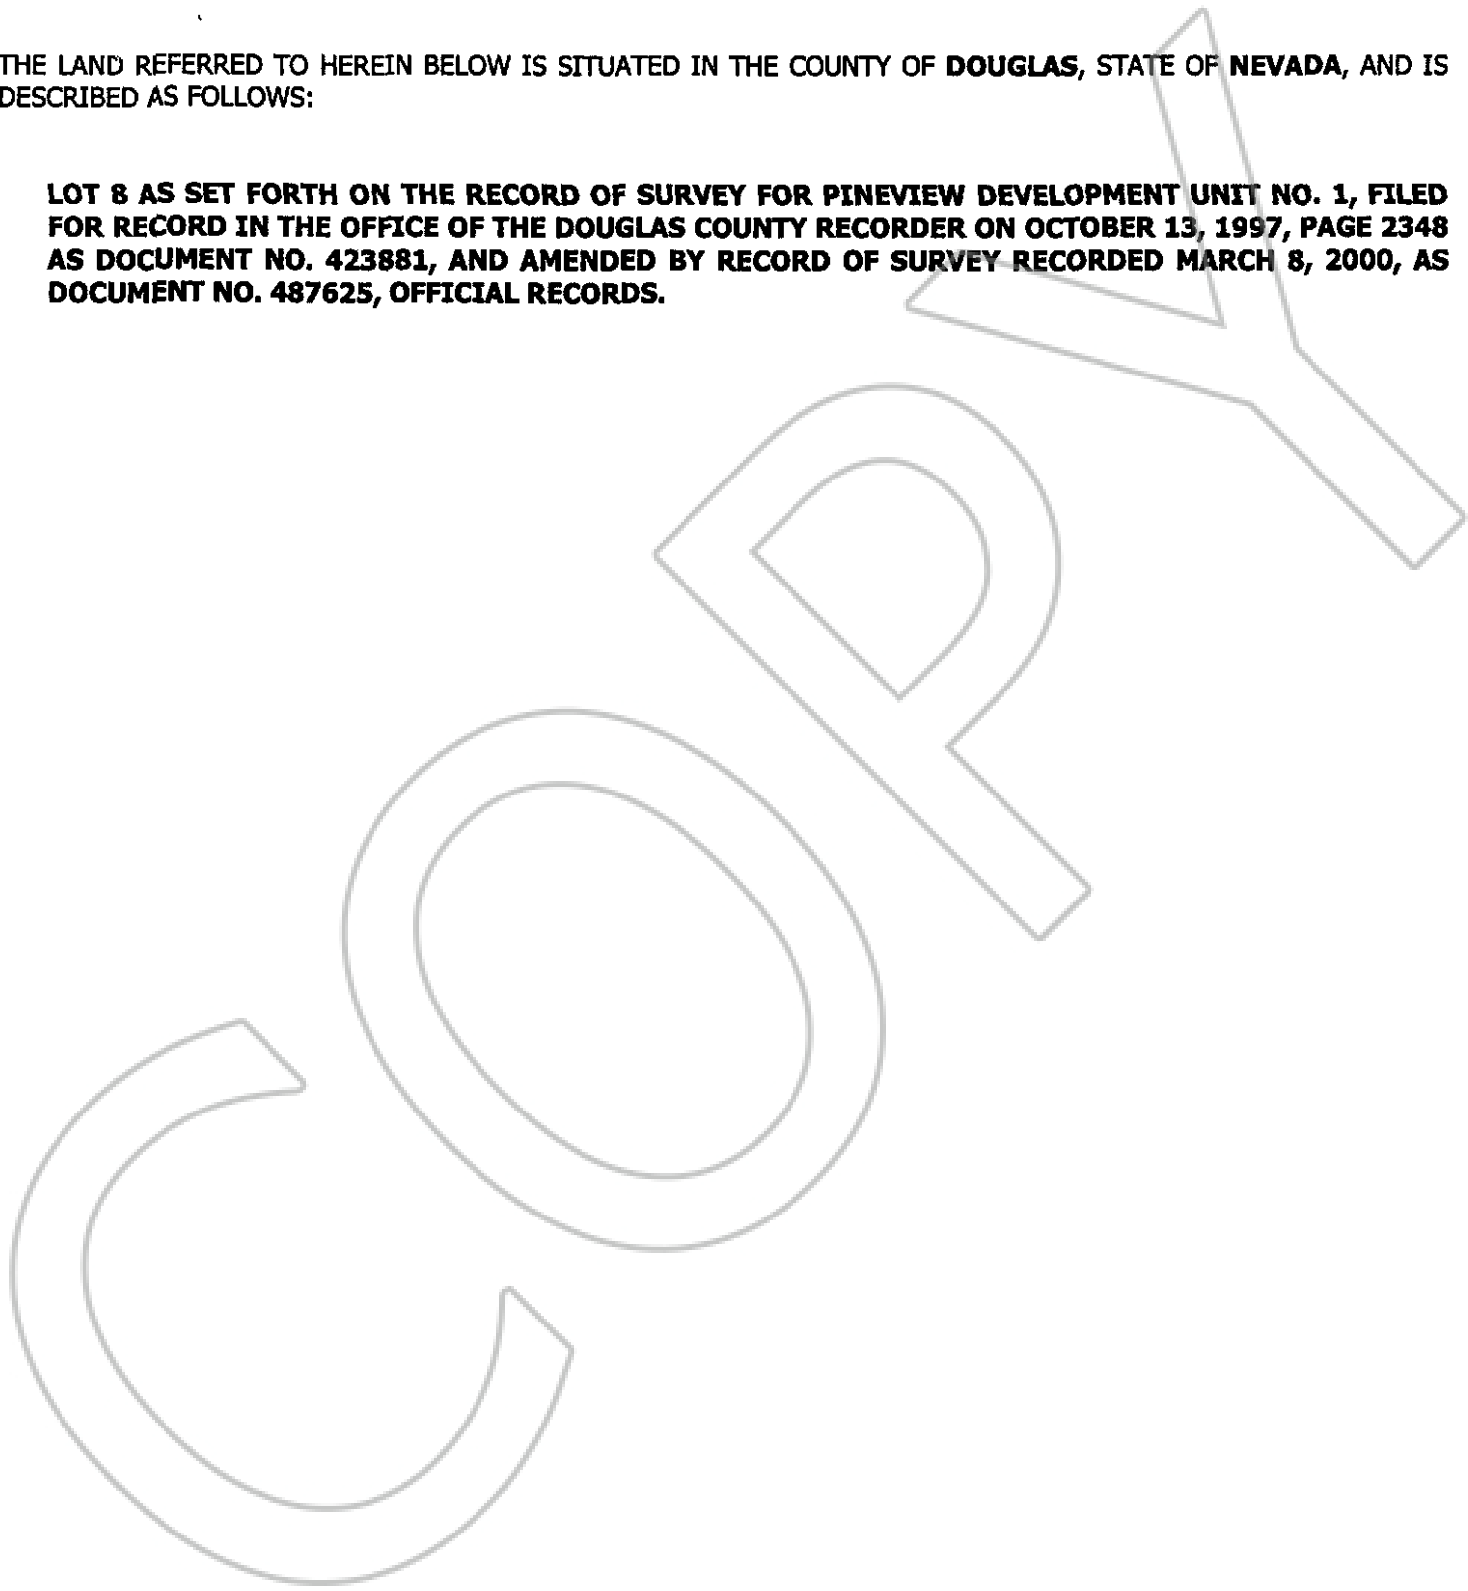 THE LAND REFERRED TO HEREIN BELOW IS SITUATED IN THE COUNTY OF DOUGLAS, STATE OF NEVADA, AND IS
DESCRIBED AS FOLLOWS:
LOT 8 AS SET FORTH ON THE RECORD OF SURVEY FOR PINEVIEW DEVELOPMENT UNIT NO. 1, FILED
FOR RECORD IN THE OFFICE OF THE DOUGLAS COUNTY RECORDER ON OCTOBER 13, 1997, PAGE 2348
AS DOCUMENT NO. 423881, AND AMENDED BY RECORD OF SURVEY RECORDED MARCH 8, 2000, AS
DOCUMENT NO. 487625, OFFICIAL RECORDS.
COPY